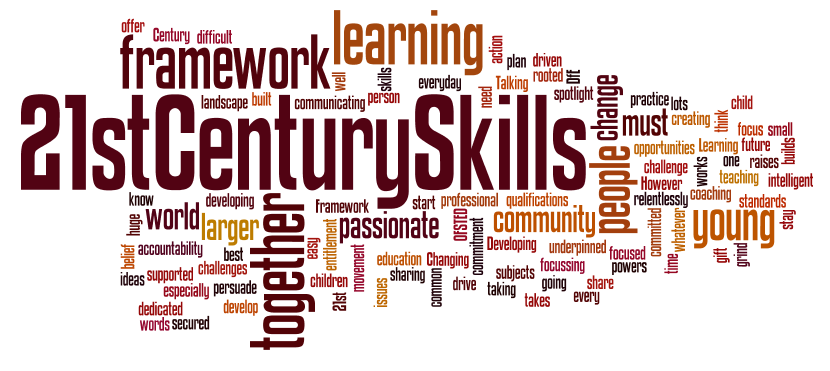 offer
Century
difficult
framework
learning
action
plan
driven
rooted
DfE
well
skills
everyday
need
Talking
spotlight
landscape
built
communicating
person
21stCenturySkills
change
people
practice
lots
must
creating
think
child
focus
small
opportunities
Learning
future
builds
challenge
works
one
raises
However
teaching
intelligent
relentlessly
coaching
standards
know
developing
framework
start
professional
qualifications
huge
world
larger
together
passionate
OFSTED
community
committed
whatever
young
stay
belief
accountability
best
easy
entitlement
commitment
Developing
underpinned
focused
time
gift
grind
ideas
supported
challenges
children
movement
education
Changing
sharing
common
subjects
focussing
powers
especially
persuade
21st
issues
drive
taking
going
share
dedicated
develop
takes
every
words
secured